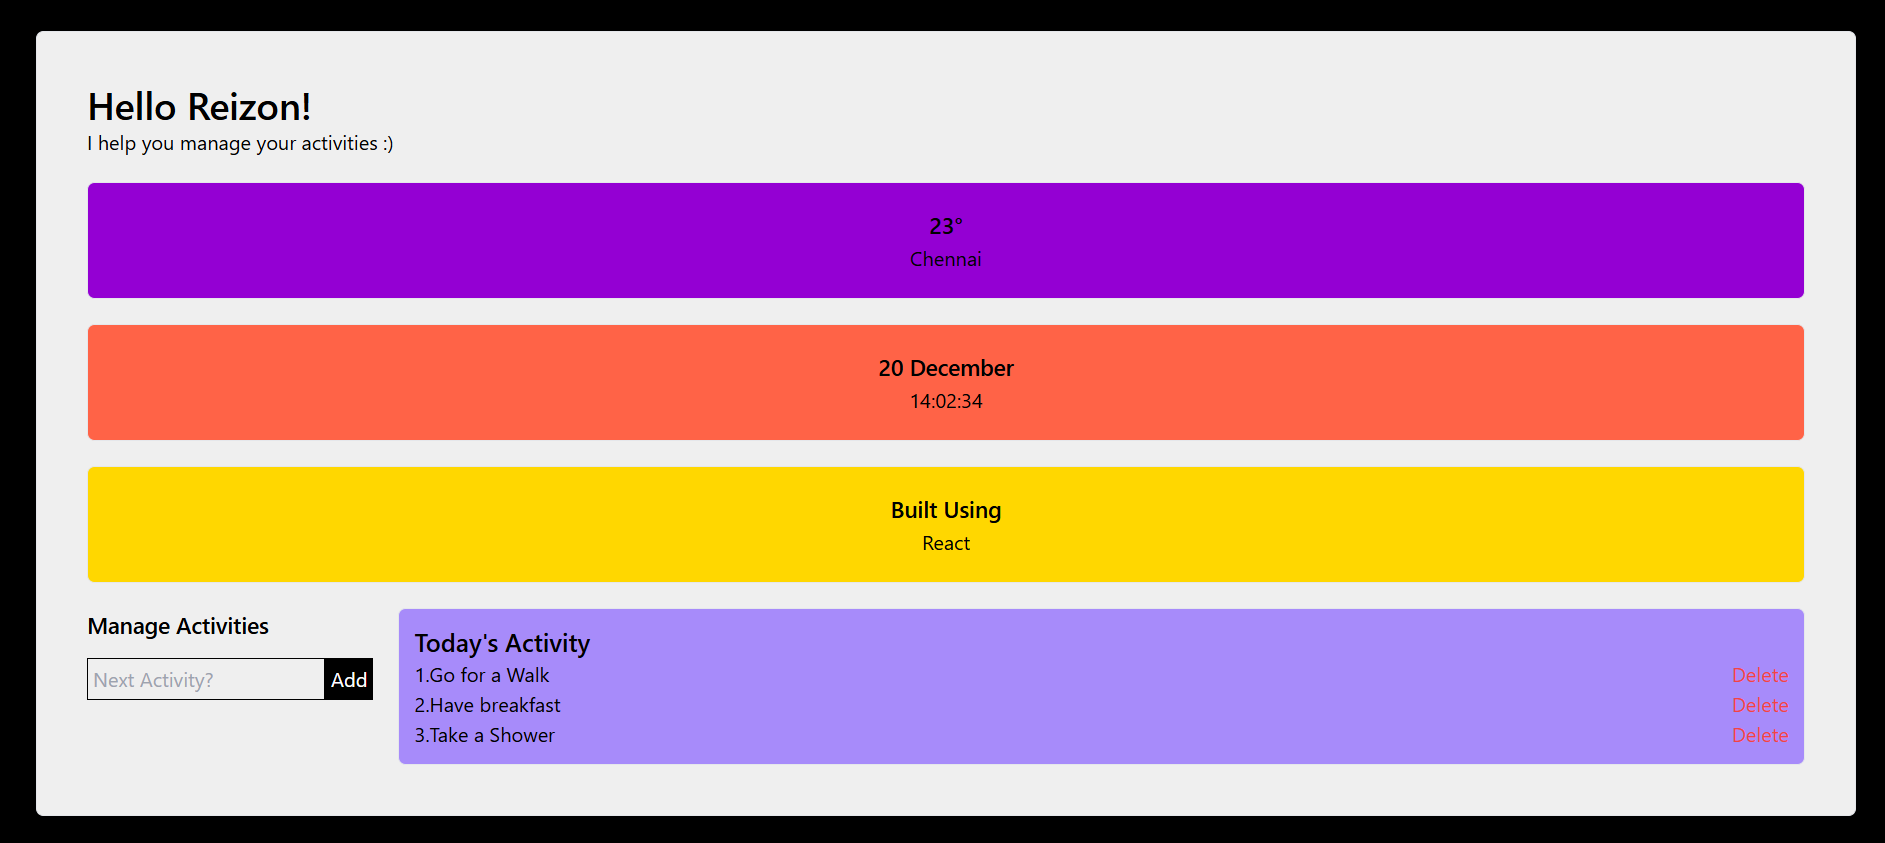 Hello Reizon!
I help you manage your activities :)
23°
Chennai
20 December
14:02:34
Built Using
React
Manage Activities
Next Activity?
Add
Today's Activity
1.Go for a Walk
Delete
2.Have breakfast
Delete
3.Take a Shower
Delete